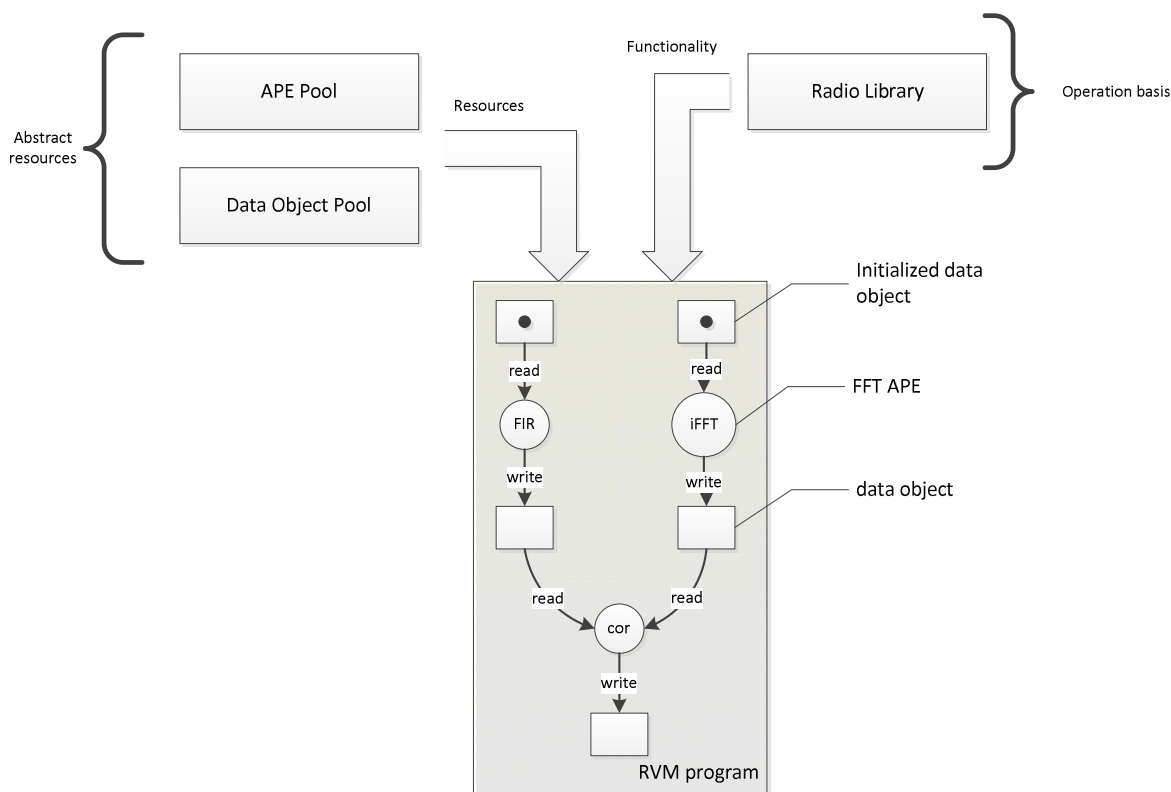 Functionality
APE Pool
Radio Library
Operation basis
Resources
Abstract
resources
Data Object Pool
Initialized data
object
read
read
FFT APE
FIR
iFFT
write
write
data object
read
read
cor
write
RVM program